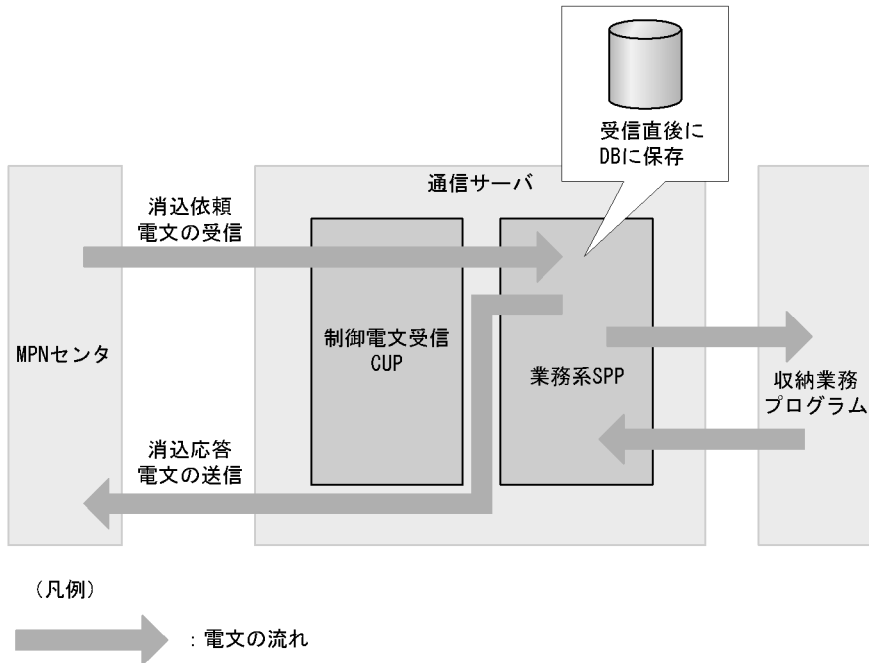 受信直後に
DBに保存
通信サーバ
消込依頼
電文の受信
制御電文受信
CUP
MPNセンタ
業務系SPP
収納業務
プログラム
消込応答
電文の送信
（凡例）
：電文の流れ